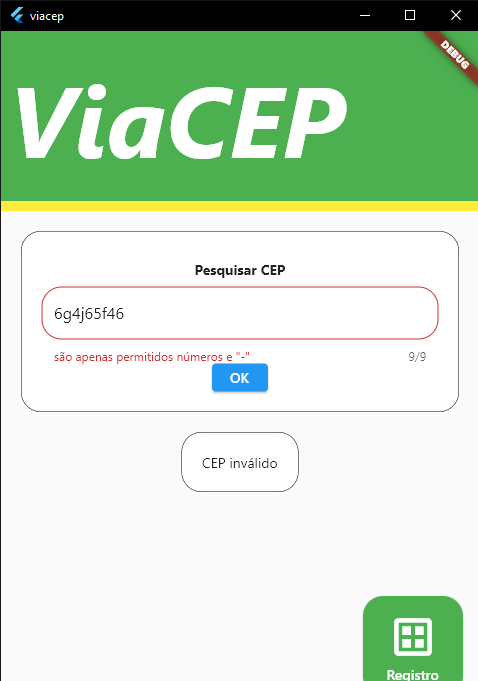 viacep
DEBUG
ViaCEP
Pesquisar CEP
6g4j65f46
são apenas permitidos números e "-"
9/9
OK
CEP inválido
Registro